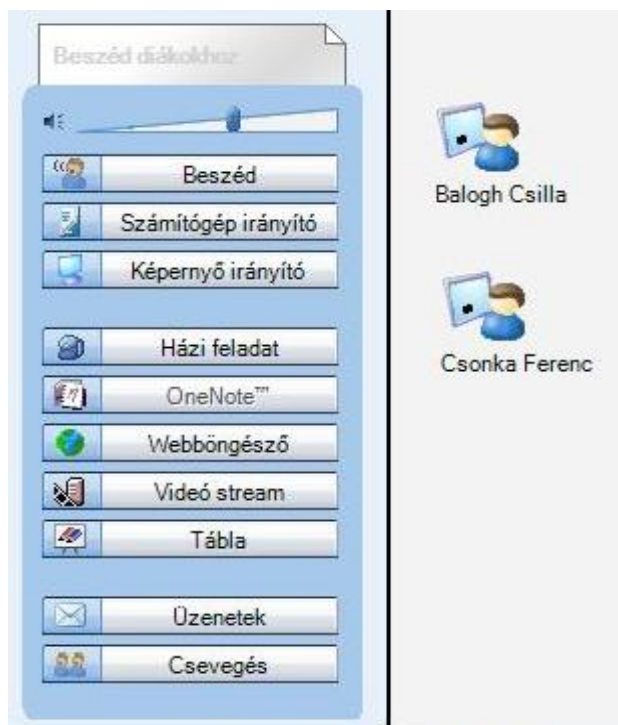 Beszéd diákokhoz
Beszéd
Számítógép irányító
Képernyő irányító
Házi feladat
OneNote™
Webböngésző
Videó stream
Tábla
Üzenetek
Csevegés
Balogh Csilla
Csonka Ferenc